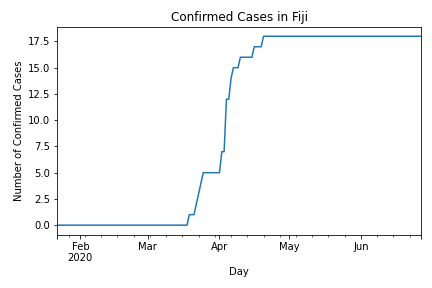 Confirmed Cases in Fiji
Number of Confirmed Cases
17.5
15.0
12.5
10.0
7.5
5.0
2.5
0.0
Feb
2020
Mar
Apr
May
Jun
Day